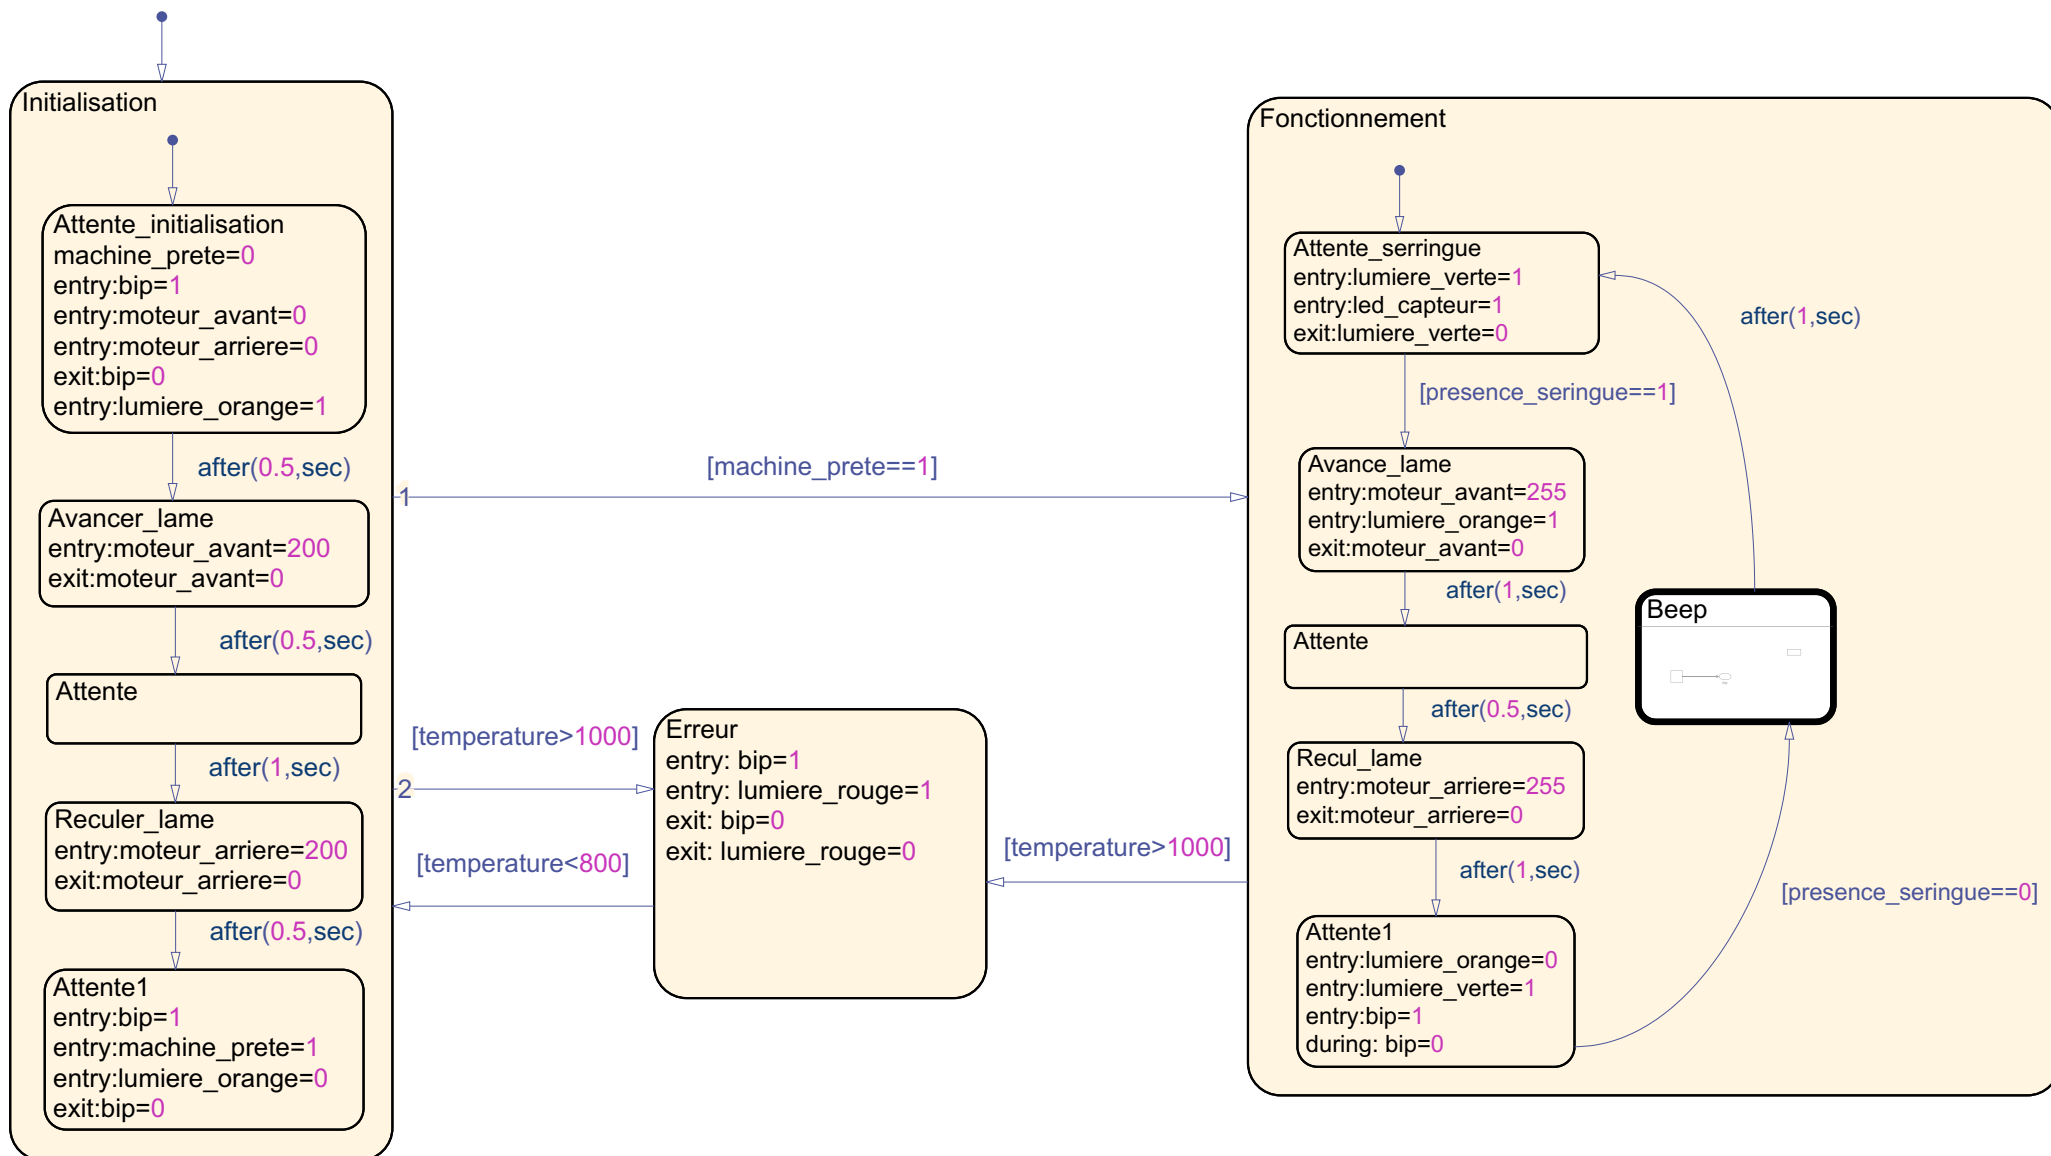 Initialisation
Attente_initialisation
machine_prete=0
entry:bip=1
entry:moteur_avant=0
entry:moteur_arriere=0
exit:bip=0
entry:lumiere_orange=1
after(0.5,sec)
Avancer_lame
entry:moteur_avant=200
exit:moteur_avant=0
after(0.5,sec)
Attente
after(1,sec)
Reculer_lame
entry:moteur_arriere=200
exit:moteur_arriere=0
after(0.5,sec)
Attente1
entry:bip=1
entry:machine_prete=1
entry:lumiere_orange=0
exit:bip=0
1
[machine_prete==1]
2
[temperature>1000]
[temperature<800]
Erreur
entry: bip=1
entry: lumiere_rouge=1
exit: bip=0
exit: lumiere_rouge=0
[temperature>1000]
Fonctionnement
Attente_serringue
entry:lumiere_verte=1
entry:led_capteur=1
exit:lumiere_verte=0
[presence_seringue==1]
Avance_lame
entry:moteur_avant=255
entry:lumiere_orange=1
exit:moteur_avant=0
after(1,sec)
Attente
after(0.5,sec)
Recul_lame
entry:moteur_arriere=255
exit:moteur_arriere=0
after(1,sec)
Attente1
entry:lumiere_orange=0
entry:lumiere_verte=1
entry:bip=1
during: bip=0
[presence_seringue==0]
Beep
after(1,sec)